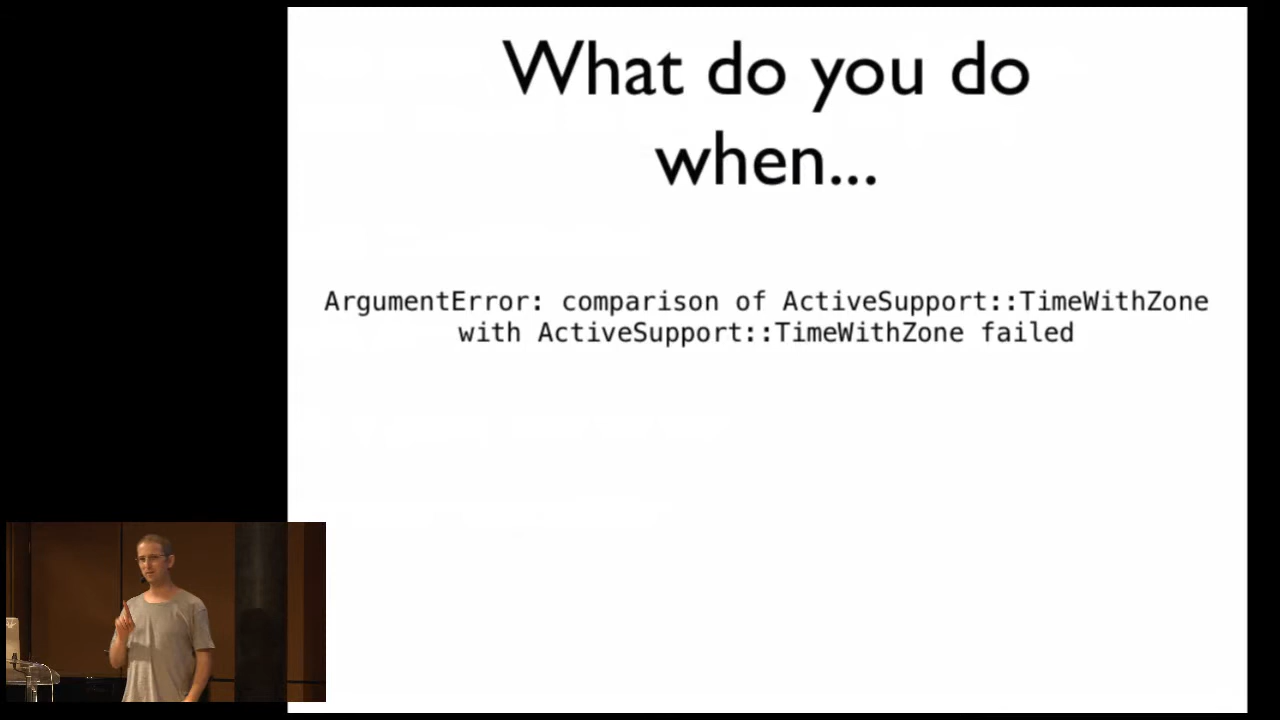 What do you do
when...
ArgumentError: comparison of ActiveSupport::TimeWithZone
with ActiveSupport::TimeWithZone failed